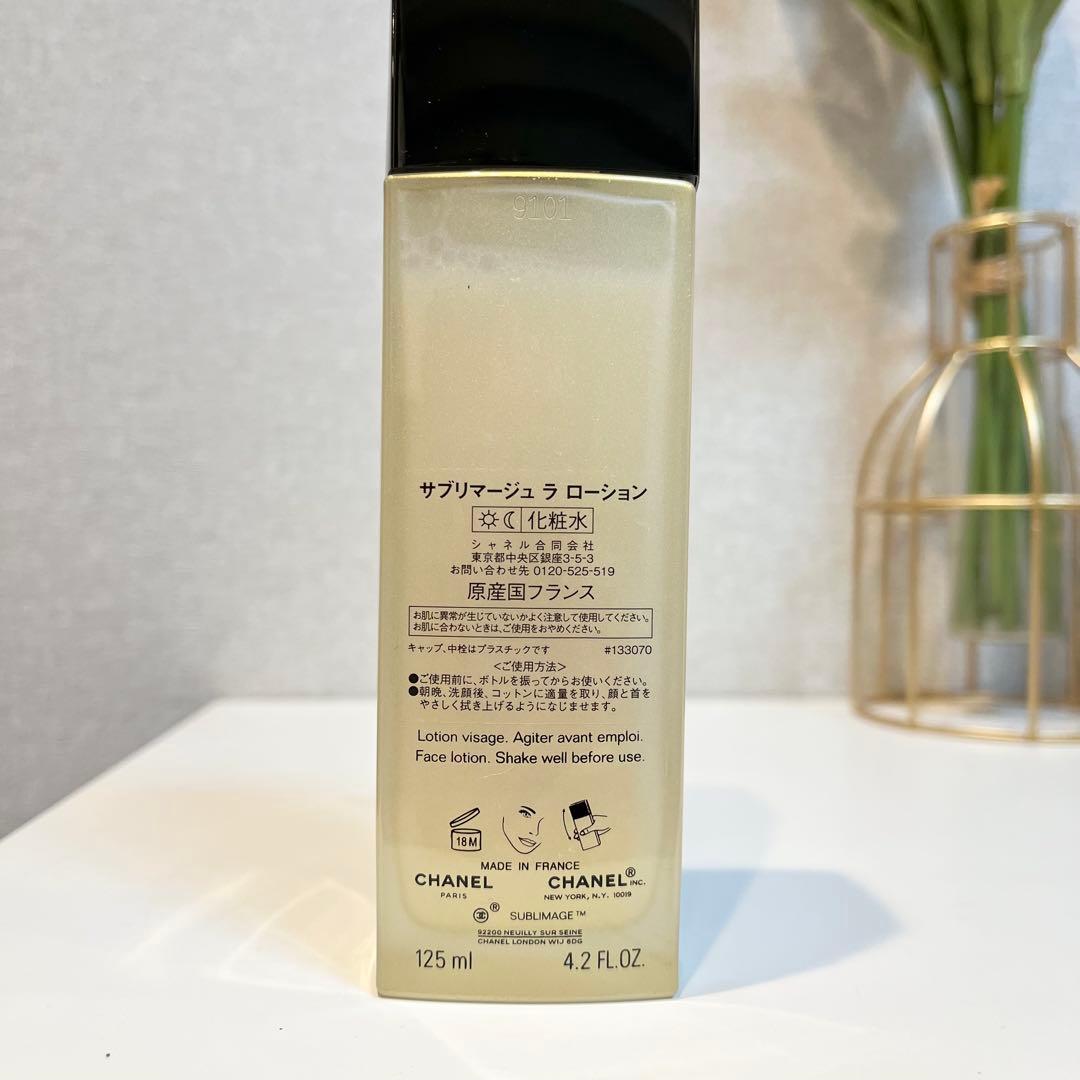 9101
サブリマージュ ラ ローション
化粧水
シャネル合同会社
東京都中央区銀座3-5-3
お問い合わせ先 0120-525-519
原産国フランス
お肌に異常が生じていないかよく注意して使用してください。
お肌に合わないときは、ご使用をおやめください。
キャップ、中栓はプラスチックです #133070
<ご使用方法>
●ご使用前に、ボトルを振ってからお使いください。
●朝晩、洗顔後、コットンに適量を取り、顔と首を
やさしく拭き上げるようになじませます。
Lotion visage. Agiter avant emploi.
Face lotion. Shake well before use.
18M
MADE IN FRANCE
CHANEL CHANEL® INC.
PARIS NEW YORK, N.Y. 10019
® SUBLIMAGE™
92200 NEUILLY SUR SEINE
CHANEL LONDON W1J 6DG
125 ml 4.2 FL.OZ.